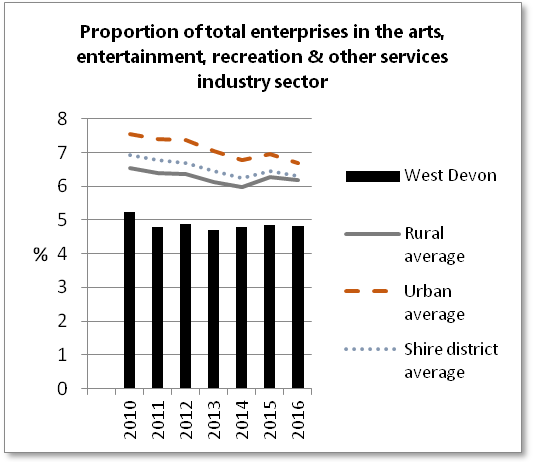 Proportion of total enterprises in the arts,
entertainment, recreation & other services
industry sector
8
7
6
5
4
3
2
1
0
%
2010
2011
2012
2013
2014
2015
2016
West Devon
Rural
average
Urban
average
Shire district
average